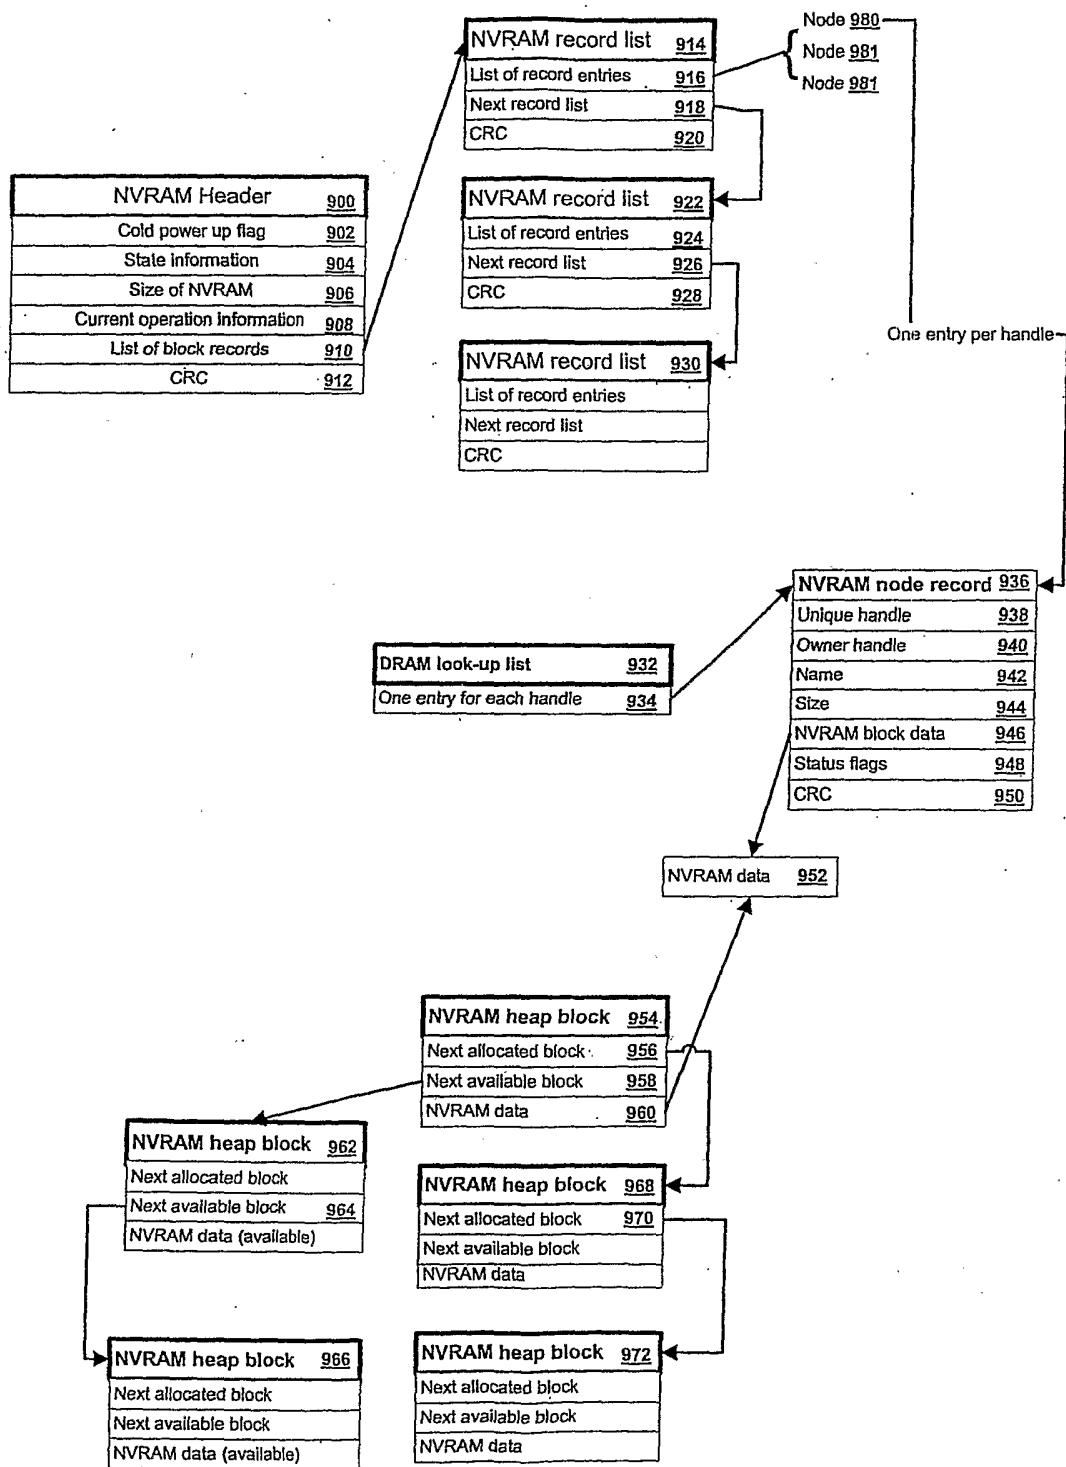 Node 980
Node 981
Node 981
NVRAM record list 914
List of record entries 916
Next record list 918
CRC 920
NVRAM Header 900
Cold power up flag 902
State information 904
Size of NVRAM 906
Current operation information 908
List of block records 910
CRC 912
NVRAM record list 922
List of record entries 924
Next record list 926
CRC 928
One entry per handle
NVRAM record list 930
List of record entries
Next record list
CRC
NVRAM node record 936
Unique handle 938
Owner handle 940
Name 942
Size 944
NVRAM block data 946
Status flags 948
CRC 950
DRAM look-up list 932
One entry for each handle 934
NVRAM data 952
NVRAM heap block 954
Next allocated block 956
Next available block 958
NVRAM data 960
NVRAM heap block 962
Next allocated block
Next available block 964
NVRAM data (available)
NVRAM heap block 968
Next allocated block 970
Next available block
NVRAM data
NVRAM heap block 966
Next allocated block
Next available block
NVRAM data (available)
NVRAM heap block 972
Next allocated block
Next available block
NVRAM data